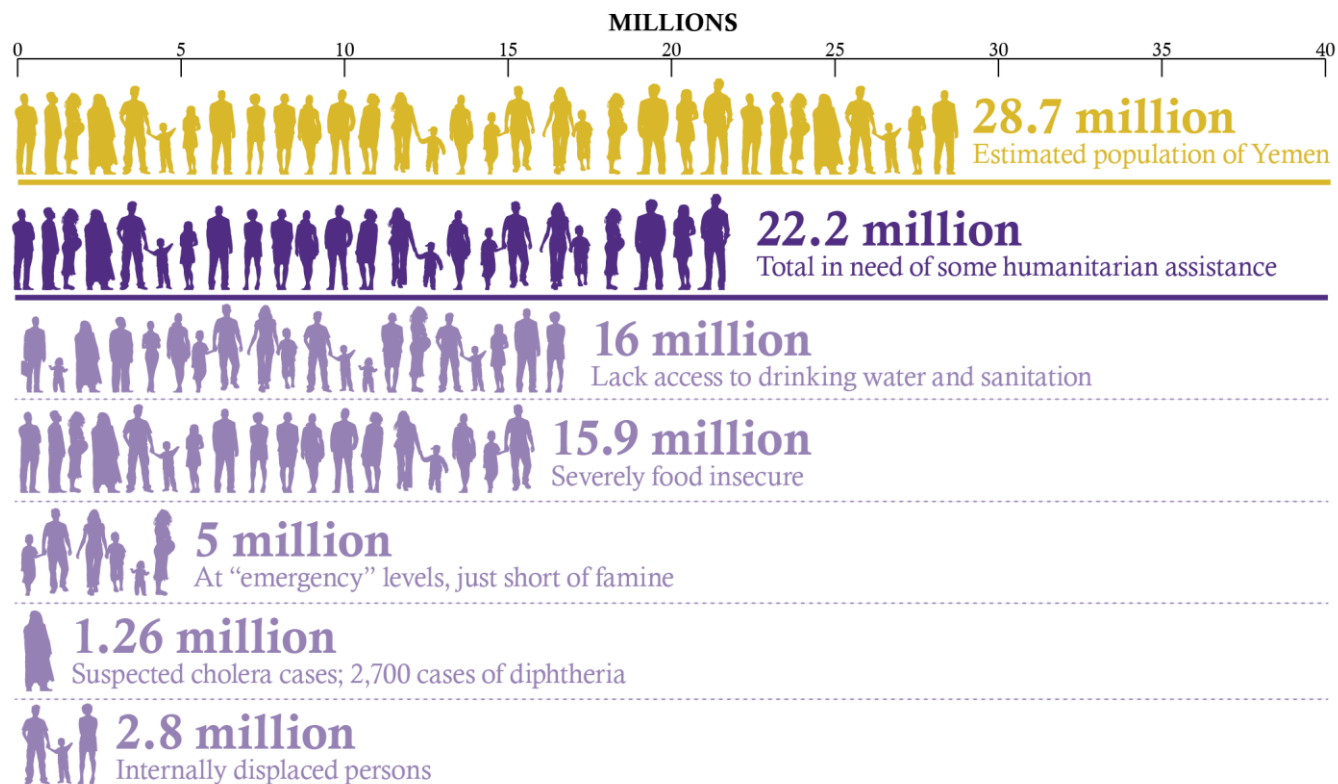 MILLIONS
0 5 10 15 20 25 30 35 40
28.7 million
Estimated population of Yemen
22.2 million
Total in need of some humanitarian assistance
16 million
Lack access to drinking water and sanitation
15.9 million
Severely food insecure
5 million
At “emergency” levels, just short of famine
1.26 million
Suspected cholera cases; 2,700 cases of diphtheria
2.8 million
Internally displaced persons